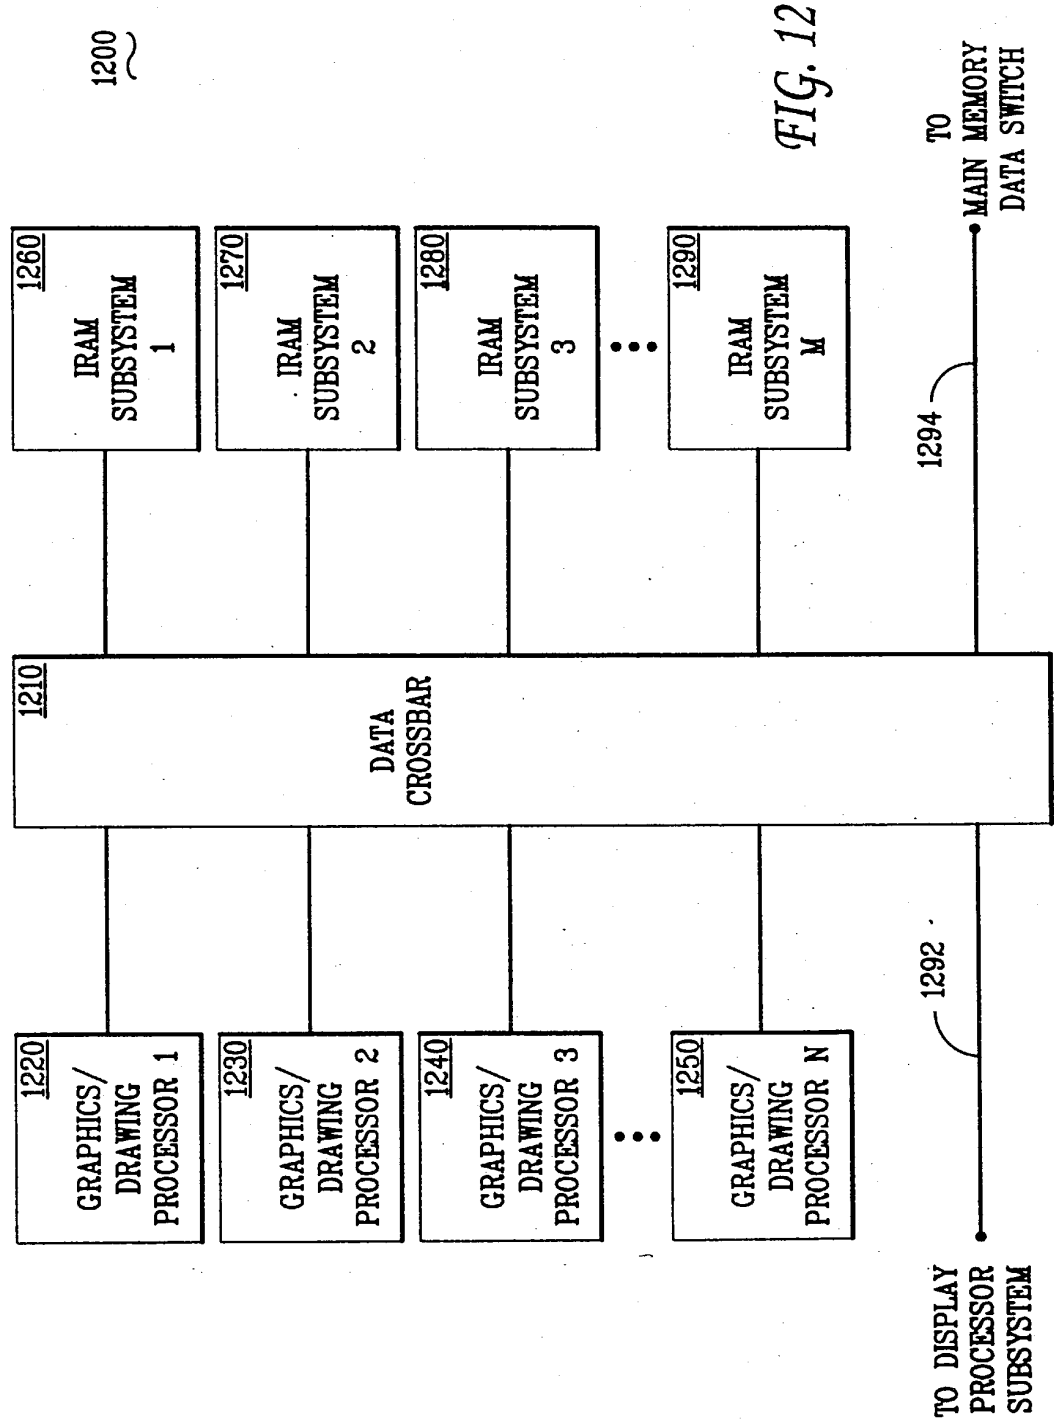 1200
1220
GRAPHICS/
DRAWING
PROCESSOR 1
1210
DATA
CROSSBAR
1260
IRAM
SUBSYSTEM
1
1230
GRAPHICS/
DRAWING
PROCESSOR 2
1270
IRAM
SUBSYSTEM
2
1240
GRAPHICS/
DRAWING
PROCESSOR 3
1280
IRAM
SUBSYSTEM
3
1250
GRAPHICS/
DRAWING
PROCESSOR N
1290
IRAM
SUBSYSTEM
M
1292
TO DISPLAY
PROCESSOR
SUBSYSTEM
1294
TO
MAIN MEMORY
DATA SWITCH
FIG. 12